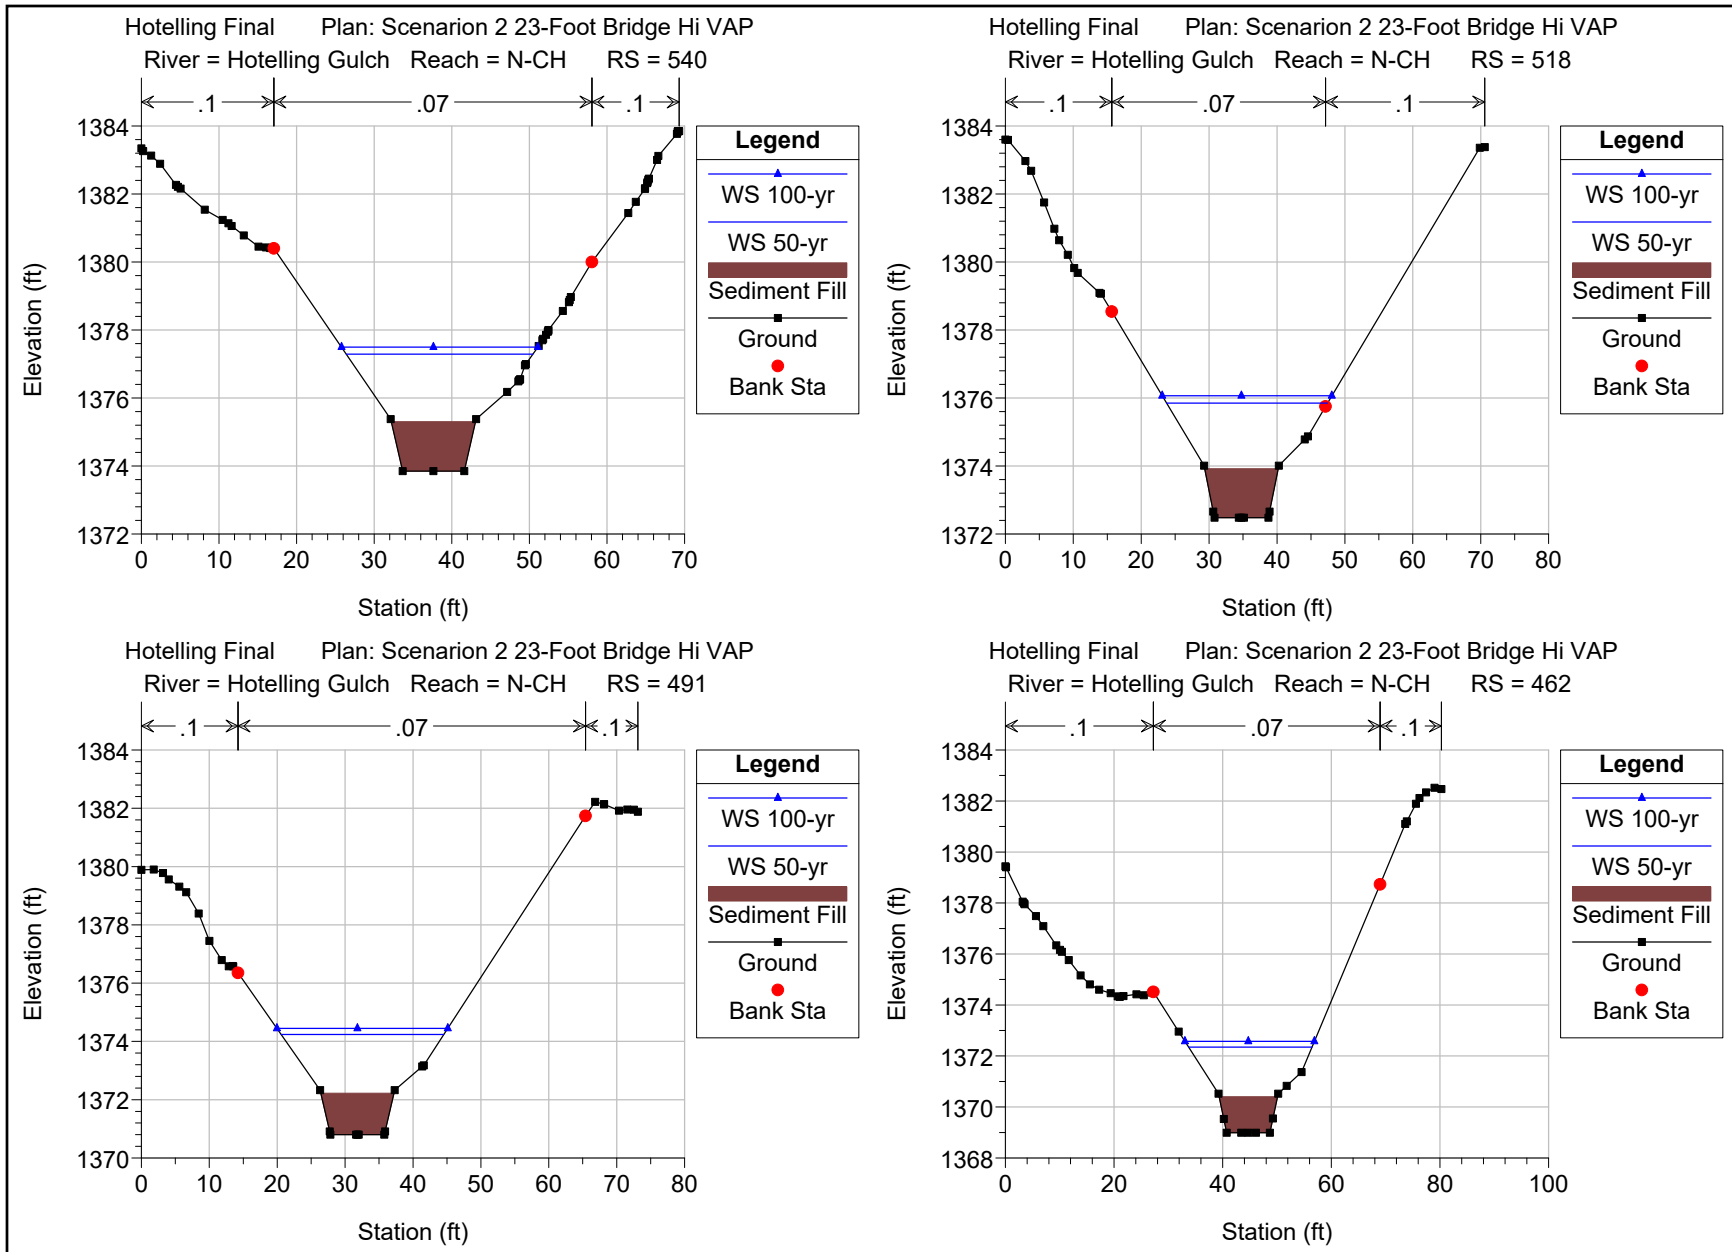 Hotelling Final Plan: Scenarion 2 23-Foot Bridge Hi VAP
River = Hotelling Gulch Reach = N-CH RS = 540
.1 .07 .1
1384
1382
1380
1378
1376
1374
1372
Elevation (ft)
0 10 20 30 40 50 60 70
Station (ft)
Legend
WS 100-yr
WS 50-yr
Sediment Fill
Ground
Bank Sta
Hotelling Final Plan: Scenarion 2 23-Foot Bridge Hi VAP
River = Hotelling Gulch Reach = N-CH RS = 518
.1 .07 .1
1384
1382
1380
1378
1376
1374
1372
Elevation (ft)
0 10 20 30 40 50 60 70 80
Station (ft)
Legend
WS 100-yr
WS 50-yr
Sediment Fill
Ground
Bank Sta
Hotelling Final Plan: Scenarion 2 23-Foot Bridge Hi VAP
River = Hotelling Gulch Reach = N-CH RS = 491
.1 .07 .1
1384
1382
1380
1378
1376
1374
1372
1370
Elevation (ft)
0 10 20 30 40 50 60 70 80
Station (ft)
Legend
WS 100-yr
WS 50-yr
Sediment Fill
Ground
Bank Sta
Hotelling Final Plan: Scenarion 2 23-Foot Bridge Hi VAP
River = Hotelling Gulch Reach = N-CH RS = 462
.1 .07 .1
1384
1382
1380
1378
1376
1374
1372
1370
1368
Elevation (ft)
0 20 40 60 80 100
Station (ft)
Legend
WS 100-yr
WS 50-yr
Sediment Fill
Ground
Bank Sta